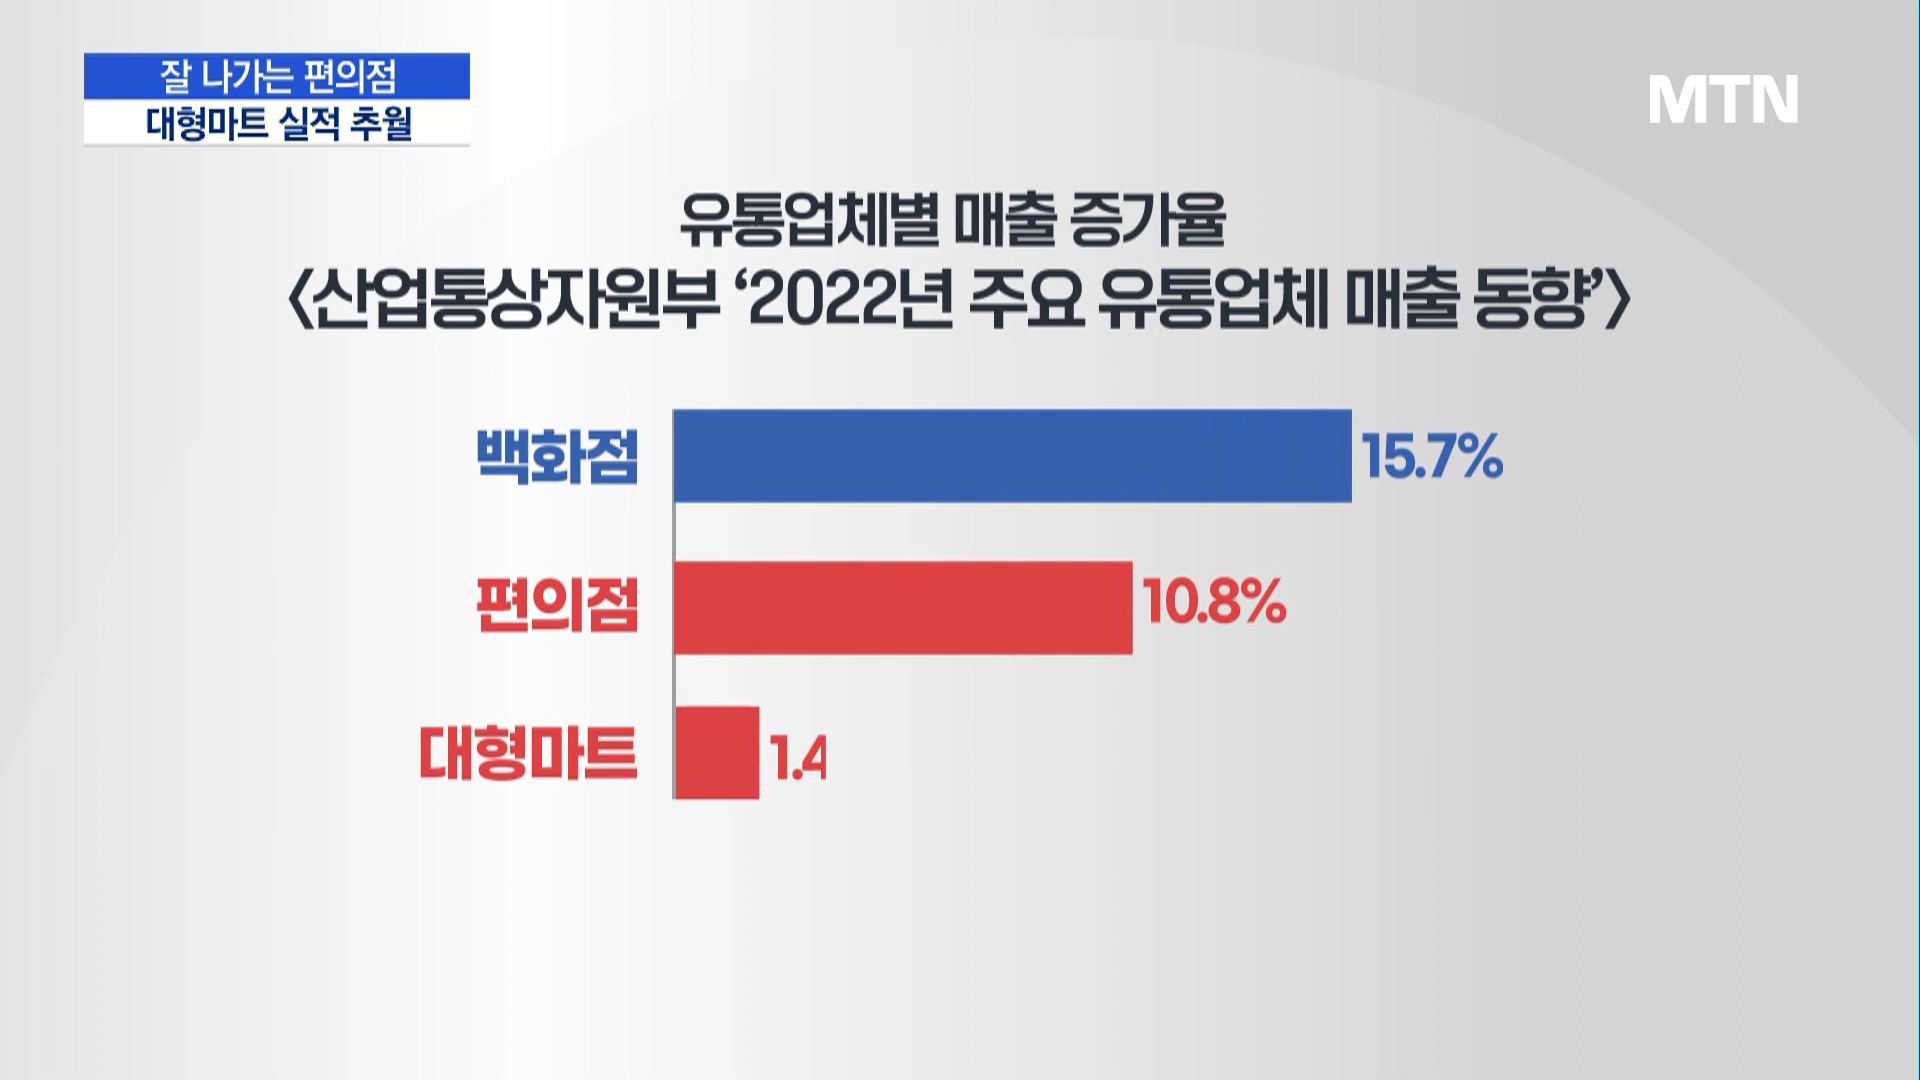 잘 나가는 편의점
대형마트 실적 추월
MTN
유통업체별 매출 증가율
〈산업통상자원부 ‘2022년 주요 유통업체 매출 동향’〉
백화점 15.7%
편의점 10.8%
대형마트 1.4